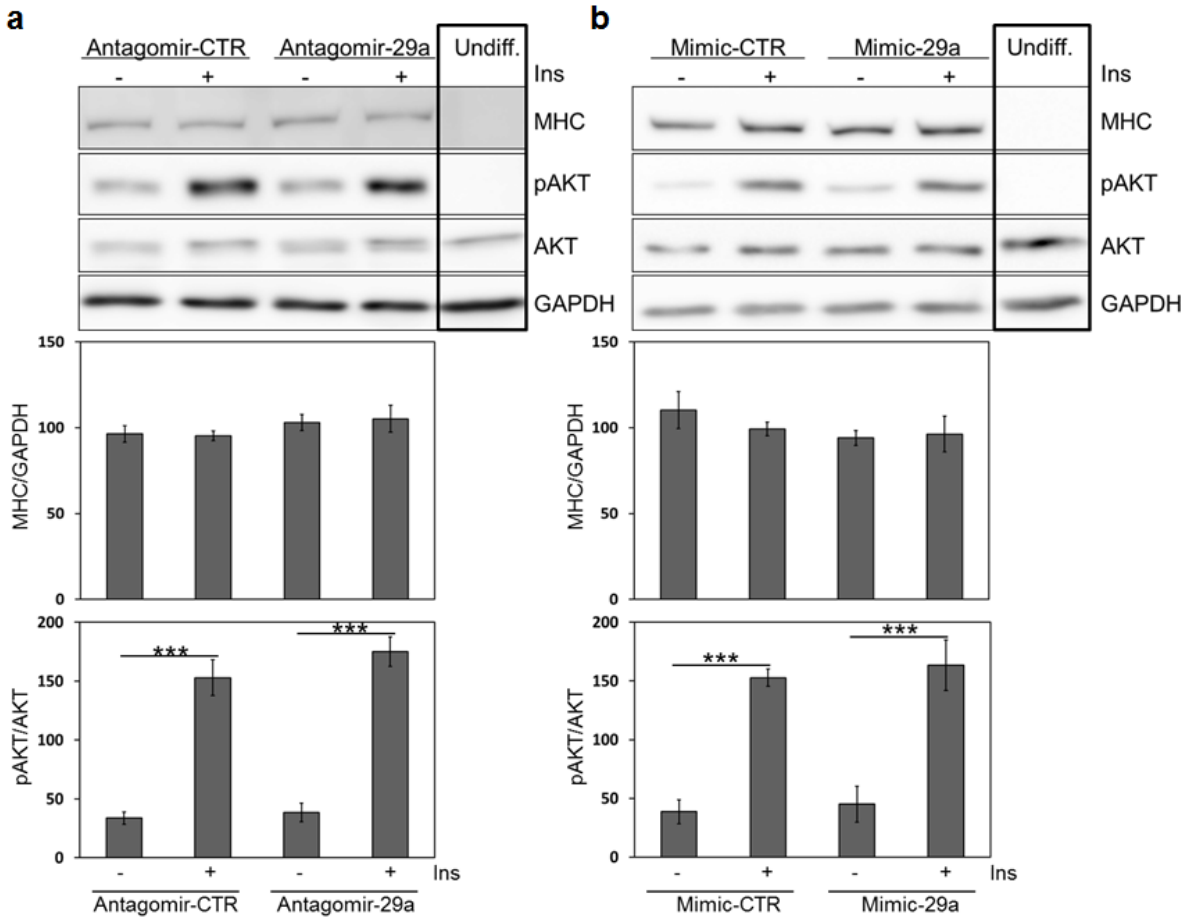 a
Antagomir-CTR Antagomir-29a Undiff.
- + - + Ins
MHC
pAKT
AKT
GAPDH
150
100
50
0
MHC/GAPDH
200
150
100
50
0
pAKT/AKT
*** ***
- + - + Ins
Antagomir-CTR Antagomir-29a
b
Mimic-CTR Mimic-29a Undiff.
- + - + Ins
MHC
pAKT
AKT
GAPDH
150
100
50
0
MHC/GAPDH
200
150
100
50
0
pAKT/AKT
*** ***
- + - + Ins
Mimic-CTR Mimic-29a